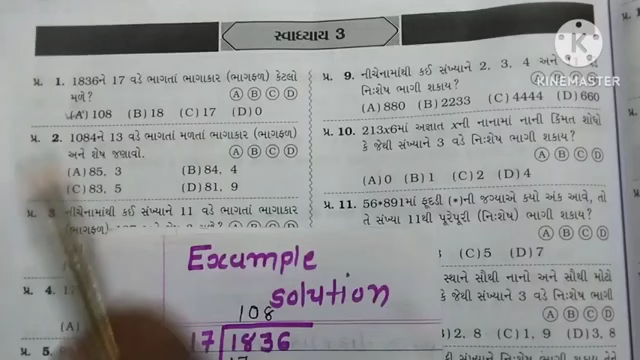 સ્વાધ્યાય 3
પ્ર. 1. 1836ને 17 વડે ભાગતાં ભાગાકાર (ભાગફળ) કેટલો
મળે? Ⓐ Ⓑ Ⓒ Ⓓ
(A) 108 (B) 18 (C) 17 (D) 0
પ્ર. 2. 1084ને 13 વડે ભાગતાં મળતાં ભાગાકાર (ભાગફળ)
અને શેષ જણાવો. Ⓐ Ⓑ Ⓒ Ⓓ
(A) 85, 3 (B) 84, 4
(C) 83, 5 (D) 81, 9
પ્ર. 3. નીચેનામાંથી કઈ સંખ્યાને 11 વડે ભાગતાં ભાગાકાર
(ભાગફળ)
પ્ર. 4.
(A)
પ્ર. 5.
Example
solution
108
17 1836
17
પ્ર. 9. નીચેનામાંથી કઈ સંખ્યાને 2, 3, 4 અને
નિઃશેષ ભાગી શકાય?
(A) 880 (B) 2233 (C) 4444 (D) 660
KINEMASTER
પ્ર. 10. 213x6માં અજ્ઞાત xની નાનામાં નાની કિંમત શોધો
કે જેથી સંખ્યાને 3 વડે નિઃશેષ ભાગી શકાય?
Ⓐ Ⓑ Ⓒ Ⓓ
(A) 0 (B) 1 (C) 2 (D) 4
પ્ર. 11. 56*891માં ફૂદડી (*)ની જગ્યાએ કયો અંક આવે, તો
તે સંખ્યા 11થી પૂરેપૂરી (નિઃશેષ) ભાગી શકાય?
Ⓐ Ⓑ Ⓒ Ⓓ
(C) 5 (D) 7
સ્થાને સૌથી નાનો અને સૌથી મોટો
કે જેથી સંખ્યાને 3 વડે નિઃશેષ ભાગી
Ⓐ Ⓑ Ⓒ Ⓓ
) 2, 8 (C) 1, 9 (D) 3, 8